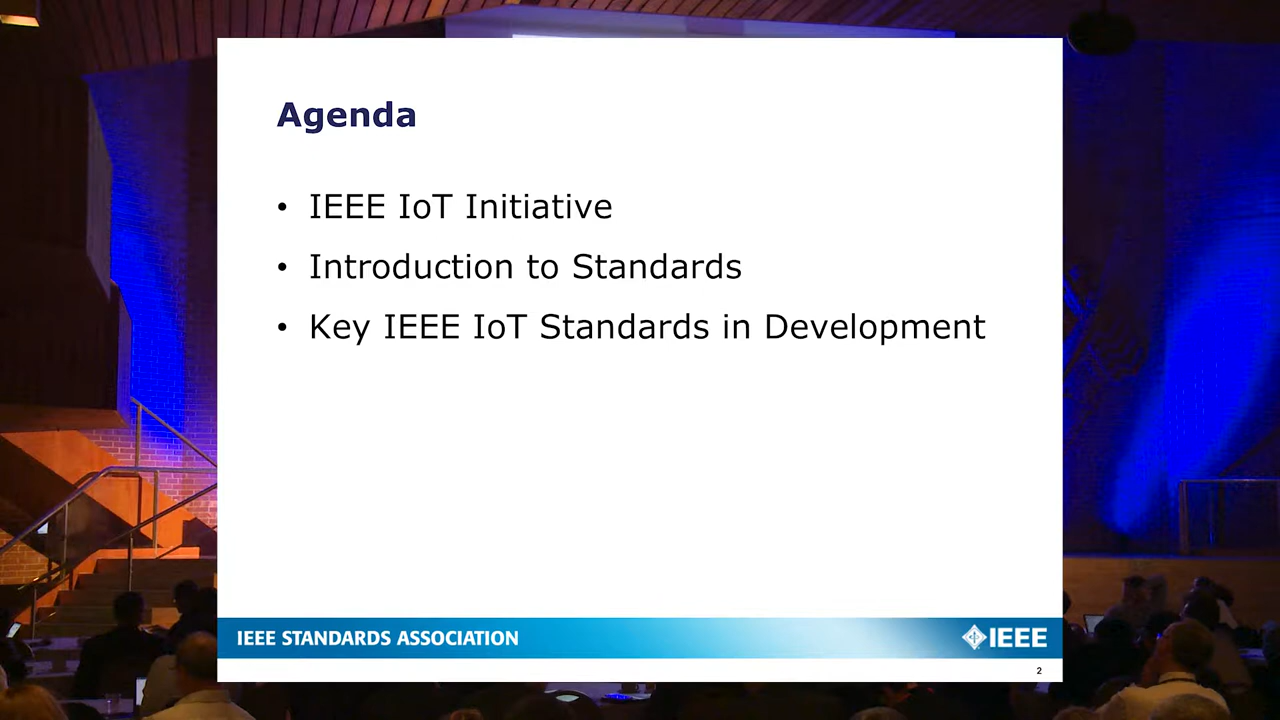 Agenda
• IEEE IoT Initiative
• Introduction to Standards
• Key IEEE IoT Standards in Development
IEEE STANDARDS ASSOCIATION
IEEE
2